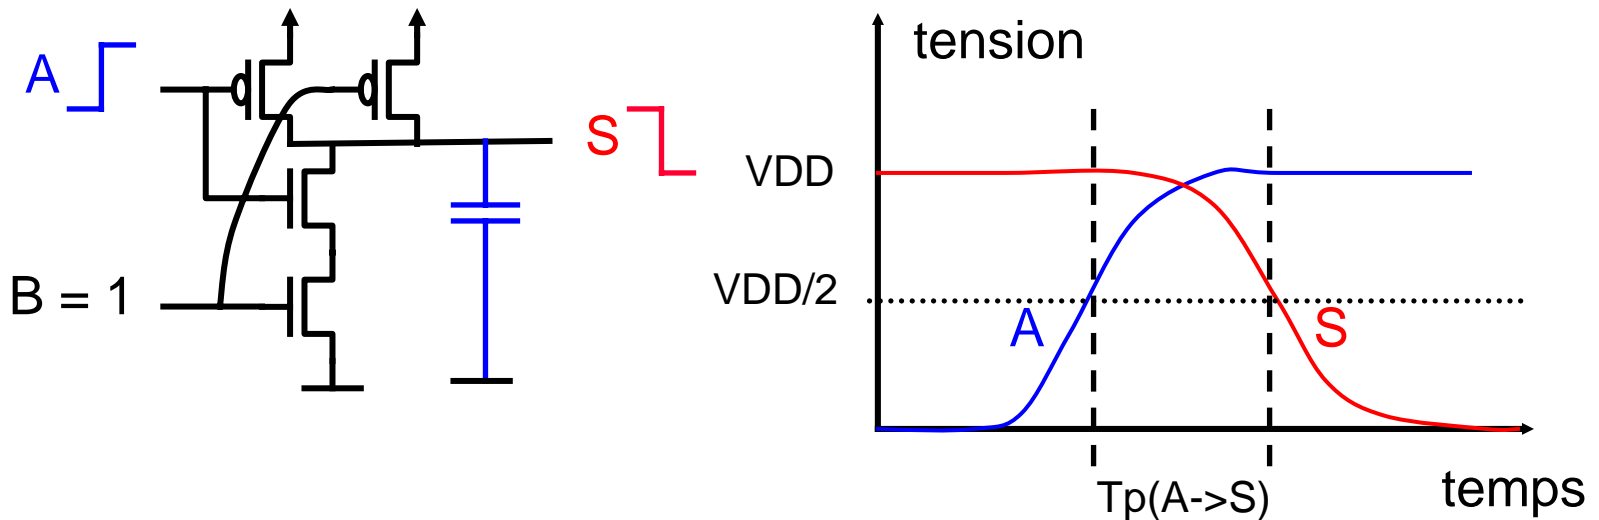 A
B = 1
S
tension
VDD
VDD/2
A
S
Tp(A->S)
temps